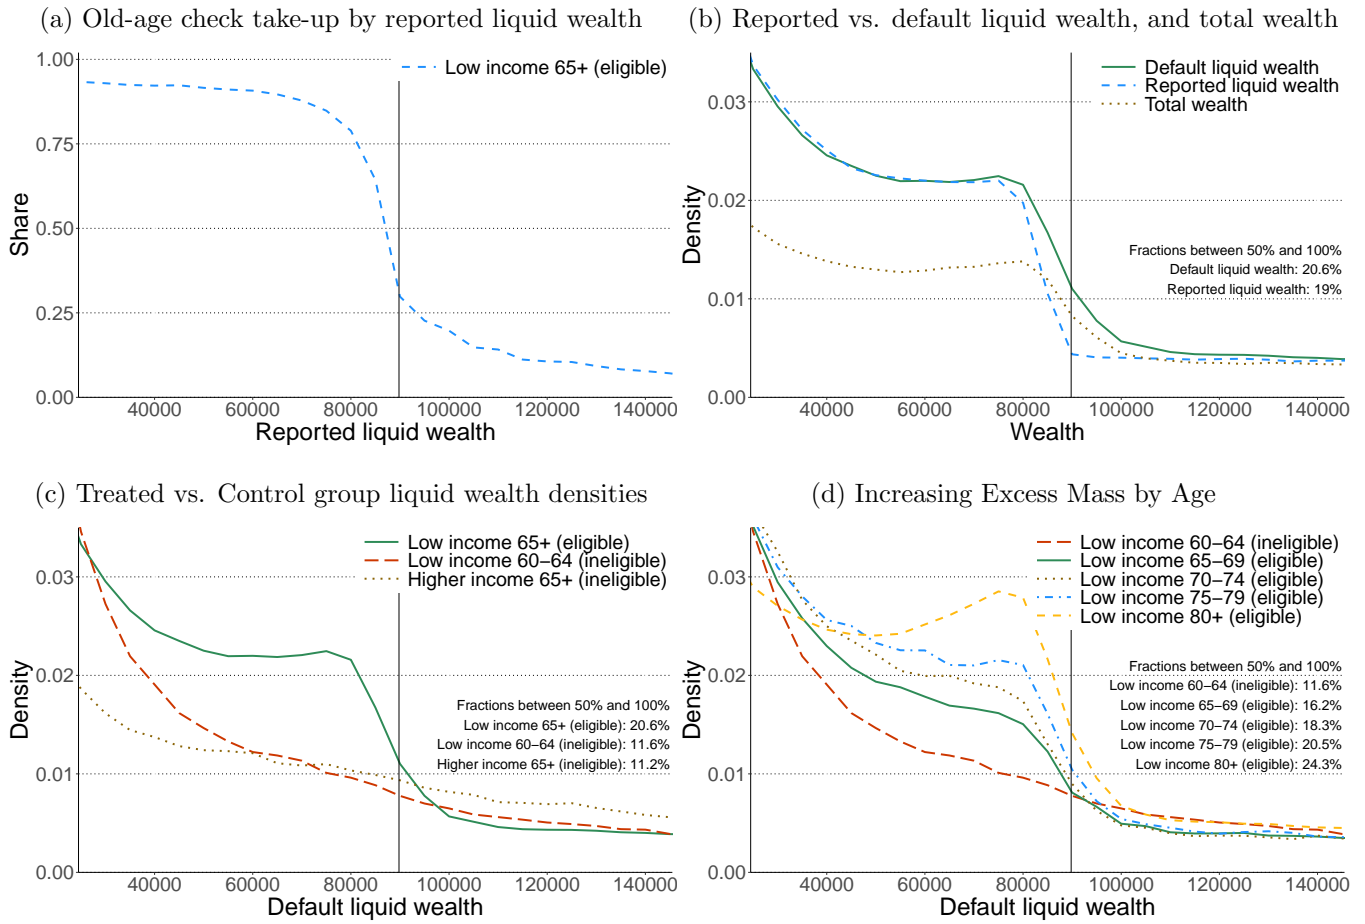 (a) Old-age check take-up by reported liquid wealth
1.00
0.75
0.50
0.25
0.00
Share
Low income 65+ (eligible)
40000 60000 80000 100000 120000 140000
Reported liquid wealth
(b) Reported vs. default liquid wealth, and total wealth
0.03
0.02
0.01
0.00
Density
Default liquid wealth
Reported liquid wealth
Total wealth
Fractions between 50% and 100%
Default liquid wealth: 20.6%
Reported liquid wealth: 19%
40000 60000 80000 100000 120000 140000
Wealth
(c) Treated vs. Control group liquid wealth densities
0.03
0.02
0.01
0.00
Density
Low income 65+ (eligible)
Low income 60−64 (ineligible)
Higher income 65+ (ineligible)
Fractions between 50% and 100%
Low income 65+ (eligible): 20.6%
Low income 60−64 (ineligible): 11.6%
Higher income 65+ (ineligible): 11.2%
40000 60000 80000 100000 120000 140000
Default liquid wealth
(d) Increasing Excess Mass by Age
0.03
0.02
0.01
0.00
Density
Low income 60−64 (ineligible)
Low income 65−69 (eligible)
Low income 70−74 (eligible)
Low income 75−79 (eligible)
Low income 80+ (eligible)
Fractions between 50% and 100%
Low income 60−64 (ineligible): 11.6%
Low income 65−69 (eligible): 16.2%
Low income 70−74 (eligible): 18.3%
Low income 75−79 (eligible): 20.5%
Low income 80+ (eligible): 24.3%
40000 60000 80000 100000 120000 140000
Default liquid wealth